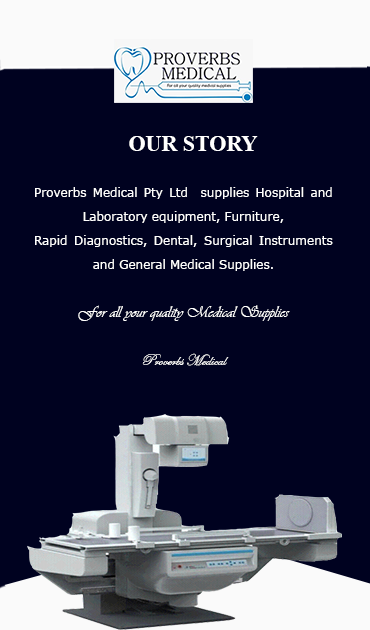 PROVERBS
MEDICAL
For all your quality medical supplies
OUR STORY
Proverbs Medical Pty Ltd supplies Hospital and
Laboratory equipment, Furniture,
Rapid Diagnostics, Dental, Surgical Instruments
and General Medical Supplies.
For all your quality Medical Supplies
Proverbs Medical